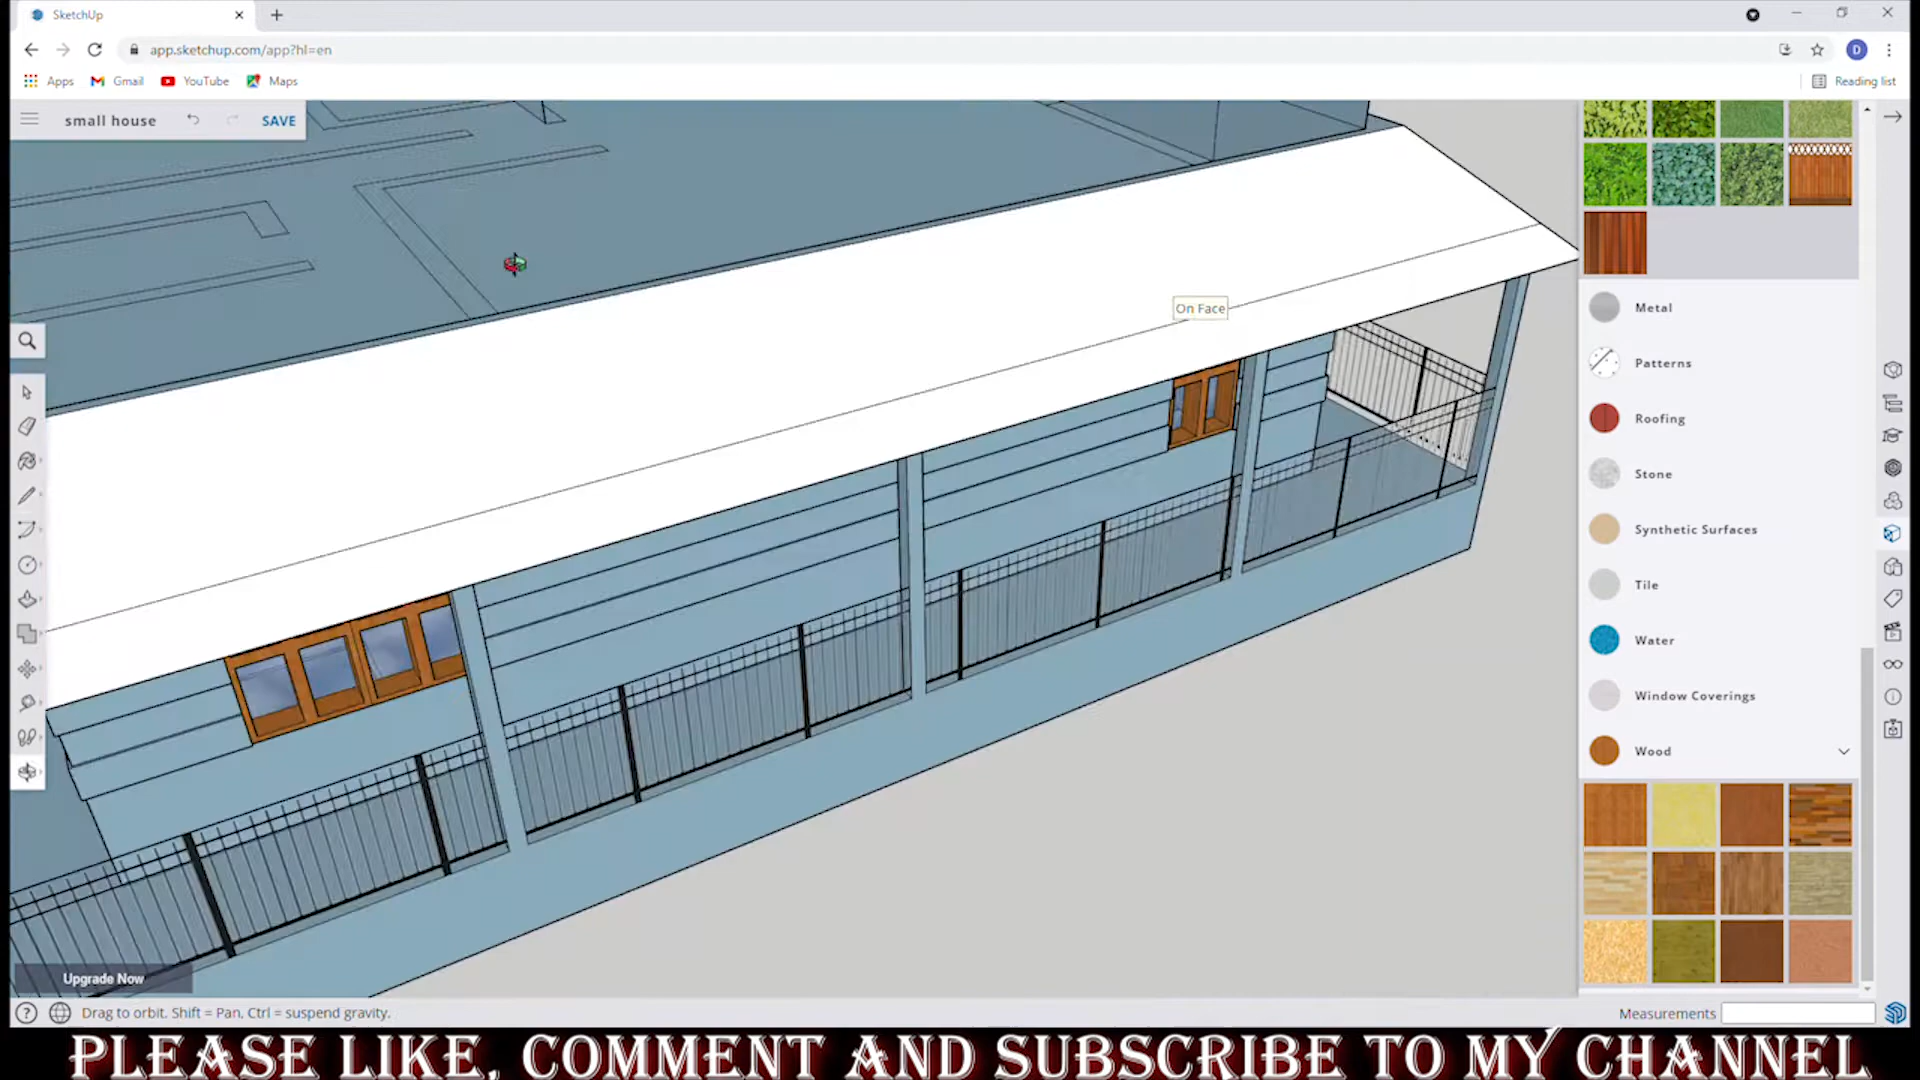 SketchUp
app.sketchup.com/app?hl=en
D
Apps
Gmail
YouTube
Maps
Reading list
small house
SAVE
On Face
Metal
Patterns
Roofing
Stone
Synthetic Surfaces
Tile
Water
Window Coverings
Wood
Upgrade Now
Drag to orbit. Shift = Pan, Ctrl = suspend gravity.
Measurements
PLEASE LIKE, COMMENT AND SUBSCRIBE TO MY CHANNEL